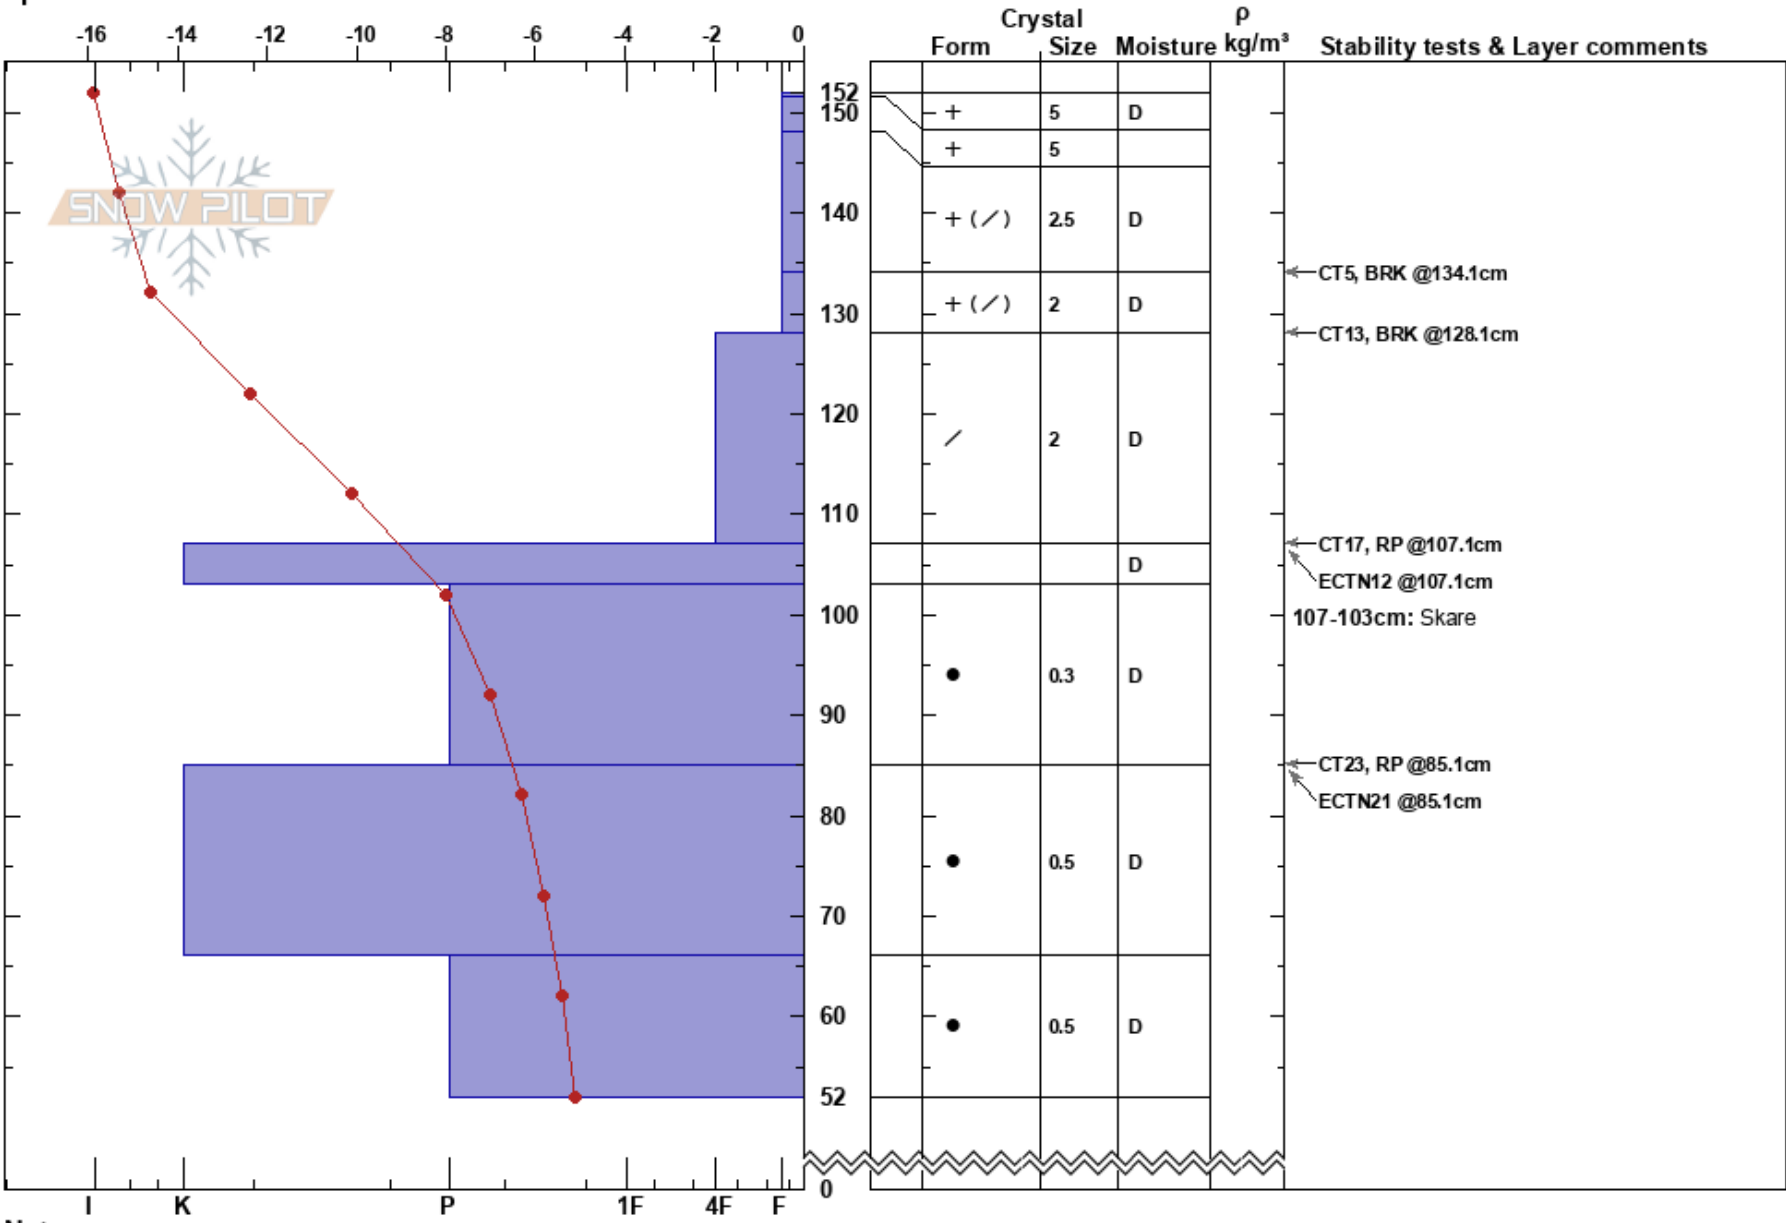 Crystal ρ
-16 -14 -12 -10 -8 -6 -4 -2 0 Form Size Moisture kg/m³ Stability tests & Layer comments
152
150 + 5 D
+ 5
SNOW PILOT
140 + (/) 2.5 D
CT5, BRK @134.1cm
130 + (/) 2 D
CT13, BRK @128.1cm
120
/ 2 D
110
CT17, RP @107.1cm
D
ECTN12 @107.1cm
100 107-103cm: Skare
● 0.3 D
90
CT23, RP @85.1cm
ECTN21 @85.1cm
80
● 0.5 D
70
60 ● 0.5 D
52
0
I K P 1F 4F F